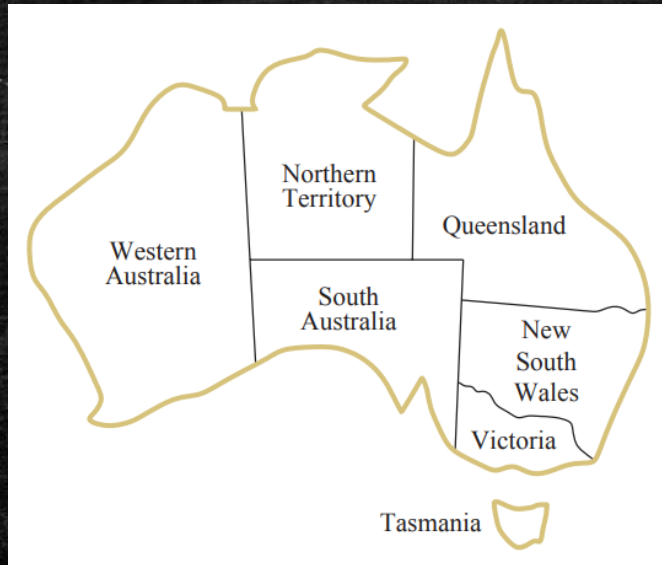 Northern
Territory
Queensland
Western
Australia
South
Australia
New
South
Wales
Victoria
Tasmania